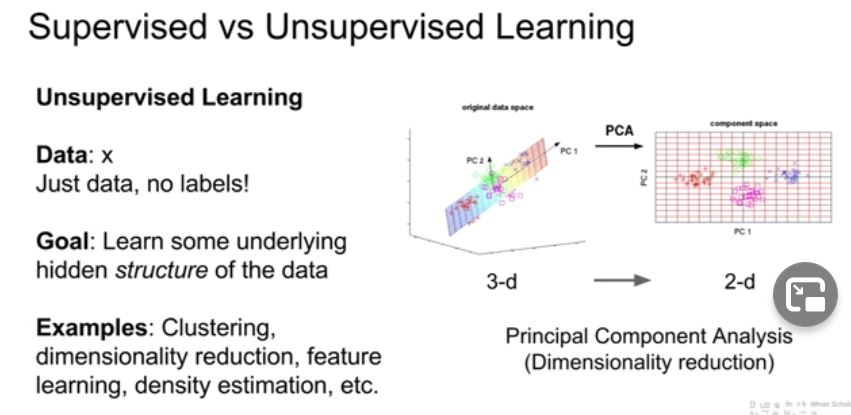 Supervised vs Unsupervised Learning
Unsupervised Learning
Data: x
Just data, no labels!
Goal: Learn some underlying
hidden structure of the data
Examples: Clustering,
dimensionality reduction, feature
learning, density estimation, etc.
original data space
PC 2
PC 1
PCA
component space
PC 2
PC 1
3-d
2-d
Principal Component Analysis
(Dimensionality reduction)